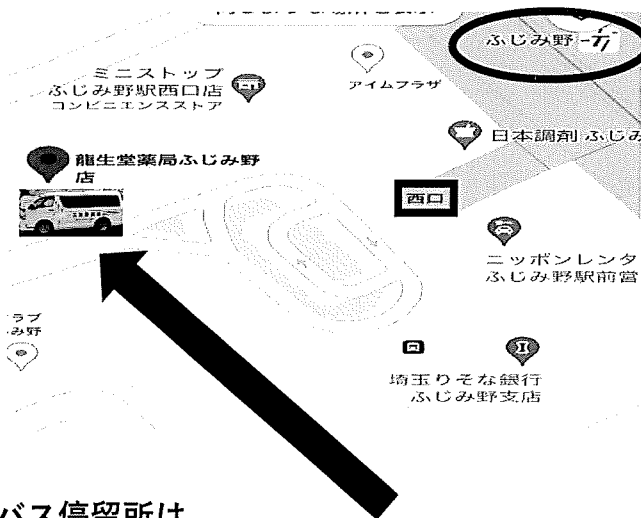 ふじみ野
ミニストップ
ふじみ野駅西口店
コンビニエンスストア
アイムプラザ
日本調剤 ふじみ
龍生堂薬局ふじみ野
店
西口
ニッポンレンタ
ふじみ野駅前営
ラブ
み野
埼玉りそな銀行
ふじみ野支店
バス停留所は